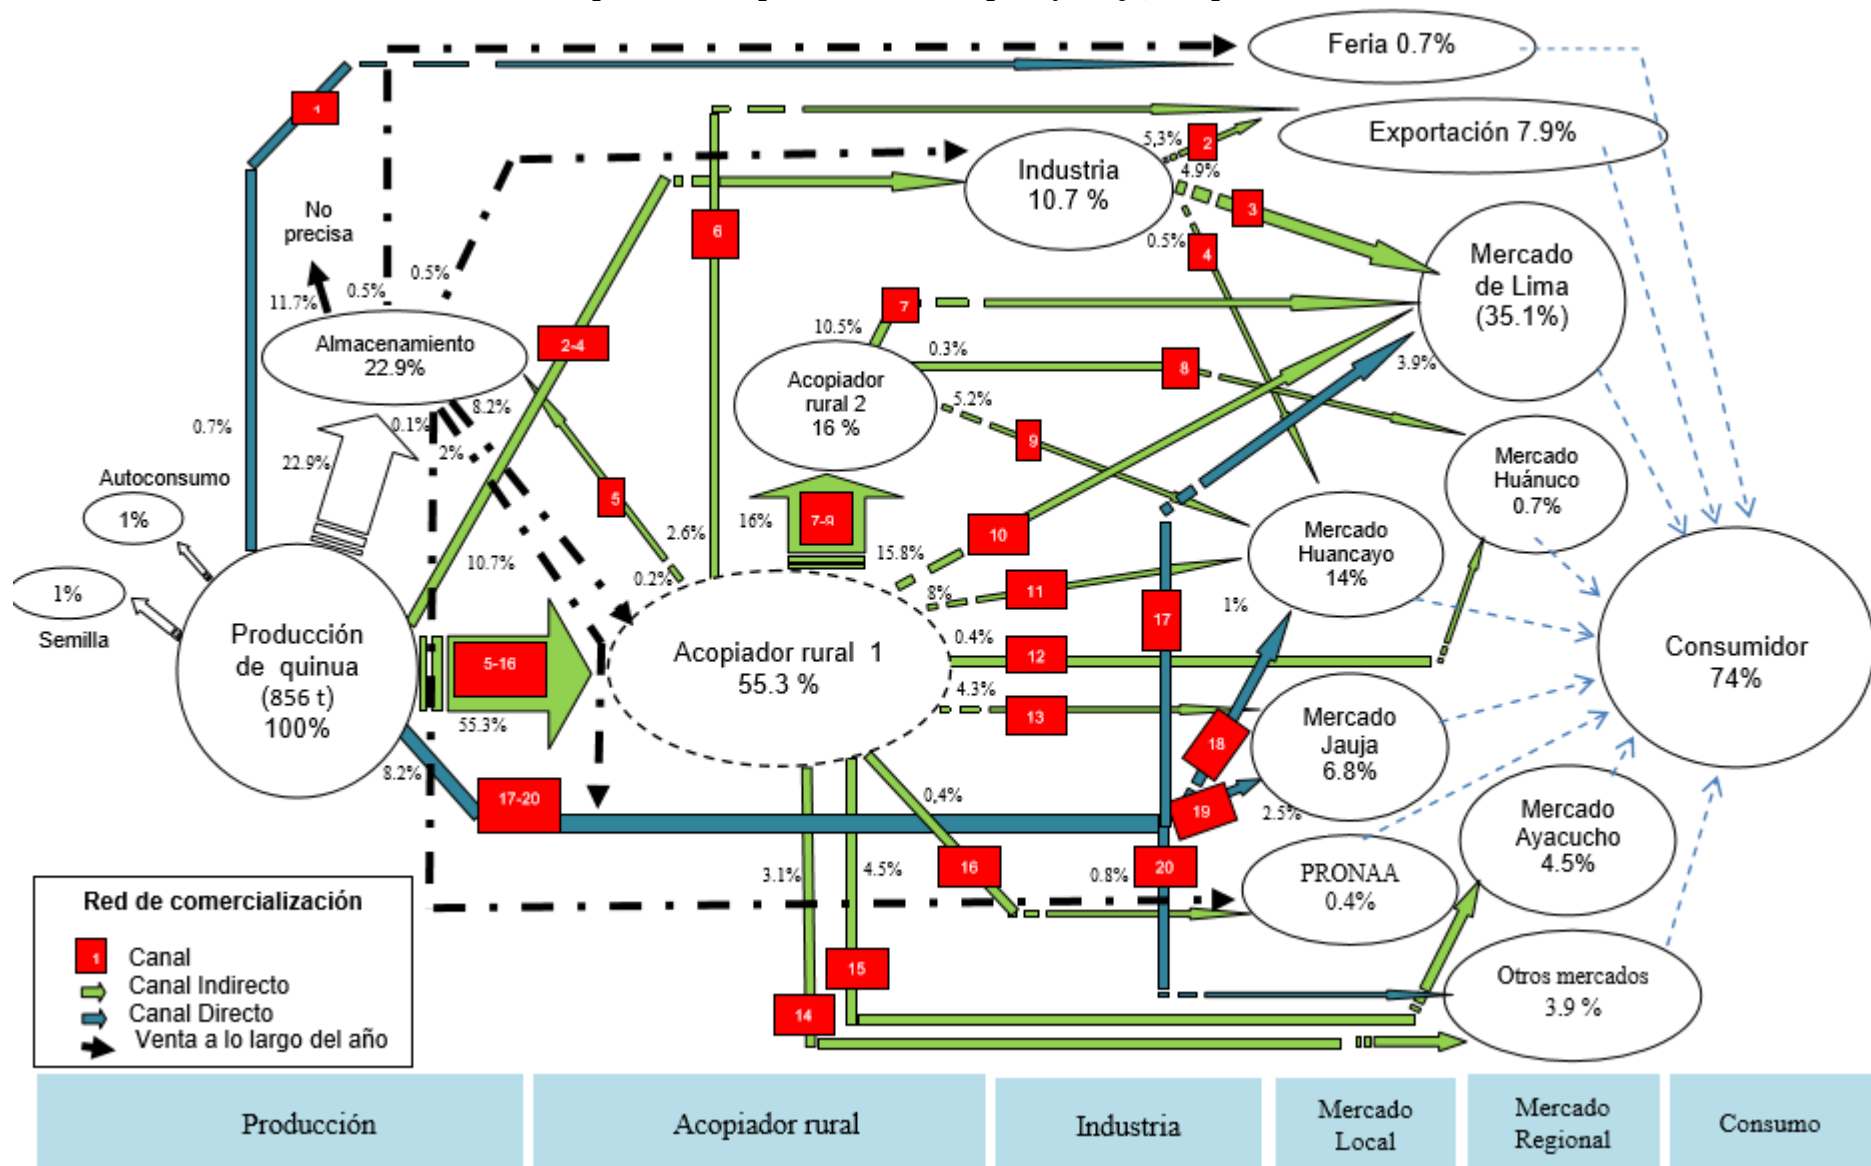 Feria 0.7%
1
Exportación 7.9%
5,3%
2
4.9%
Industria
10.7 %
3
No
precisa
6
0.5%
4
Mercado
de Lima
(35.1%)
0.5%
0.5%
11.7%
7
10.5%
Almacenamiento
22.9%
2-4
0.3%
8
3.9%
Acopiador
rural 2
16 %
5.2%
8.2%
0.1%
2%
0.7%
9
22.9%
Mercado
Huánuco
0.7%
Autoconsumo
1%
5
16%
7-9
2.6%
10
15.8%
Mercado
Huancayo
14%
10.7%
0.2%
8%
11
1%
17
1%
Semilla
Producción
de quinua
(856 t)
100%
5-16
55.3%
Acopiador rural 1
55.3 %
0.4%
12
Consumidor
74%
4.3%
13
18
Mercado
Jauja
6.8%
8.2%
17-20
0,4%
19
2.5%
Mercado
Ayacucho
4.5%
3.1%
4.5%
16
0.8%
20
PRONAA
0.4%
Red de comercialización
1
Canal
Canal Indirecto
Canal Directo
Venta a lo largo del año
15
14
Otros mercados
3.9 %
Producción
Acopiador rural
Industria
Mercado
Local
Mercado
Regional
Consumo